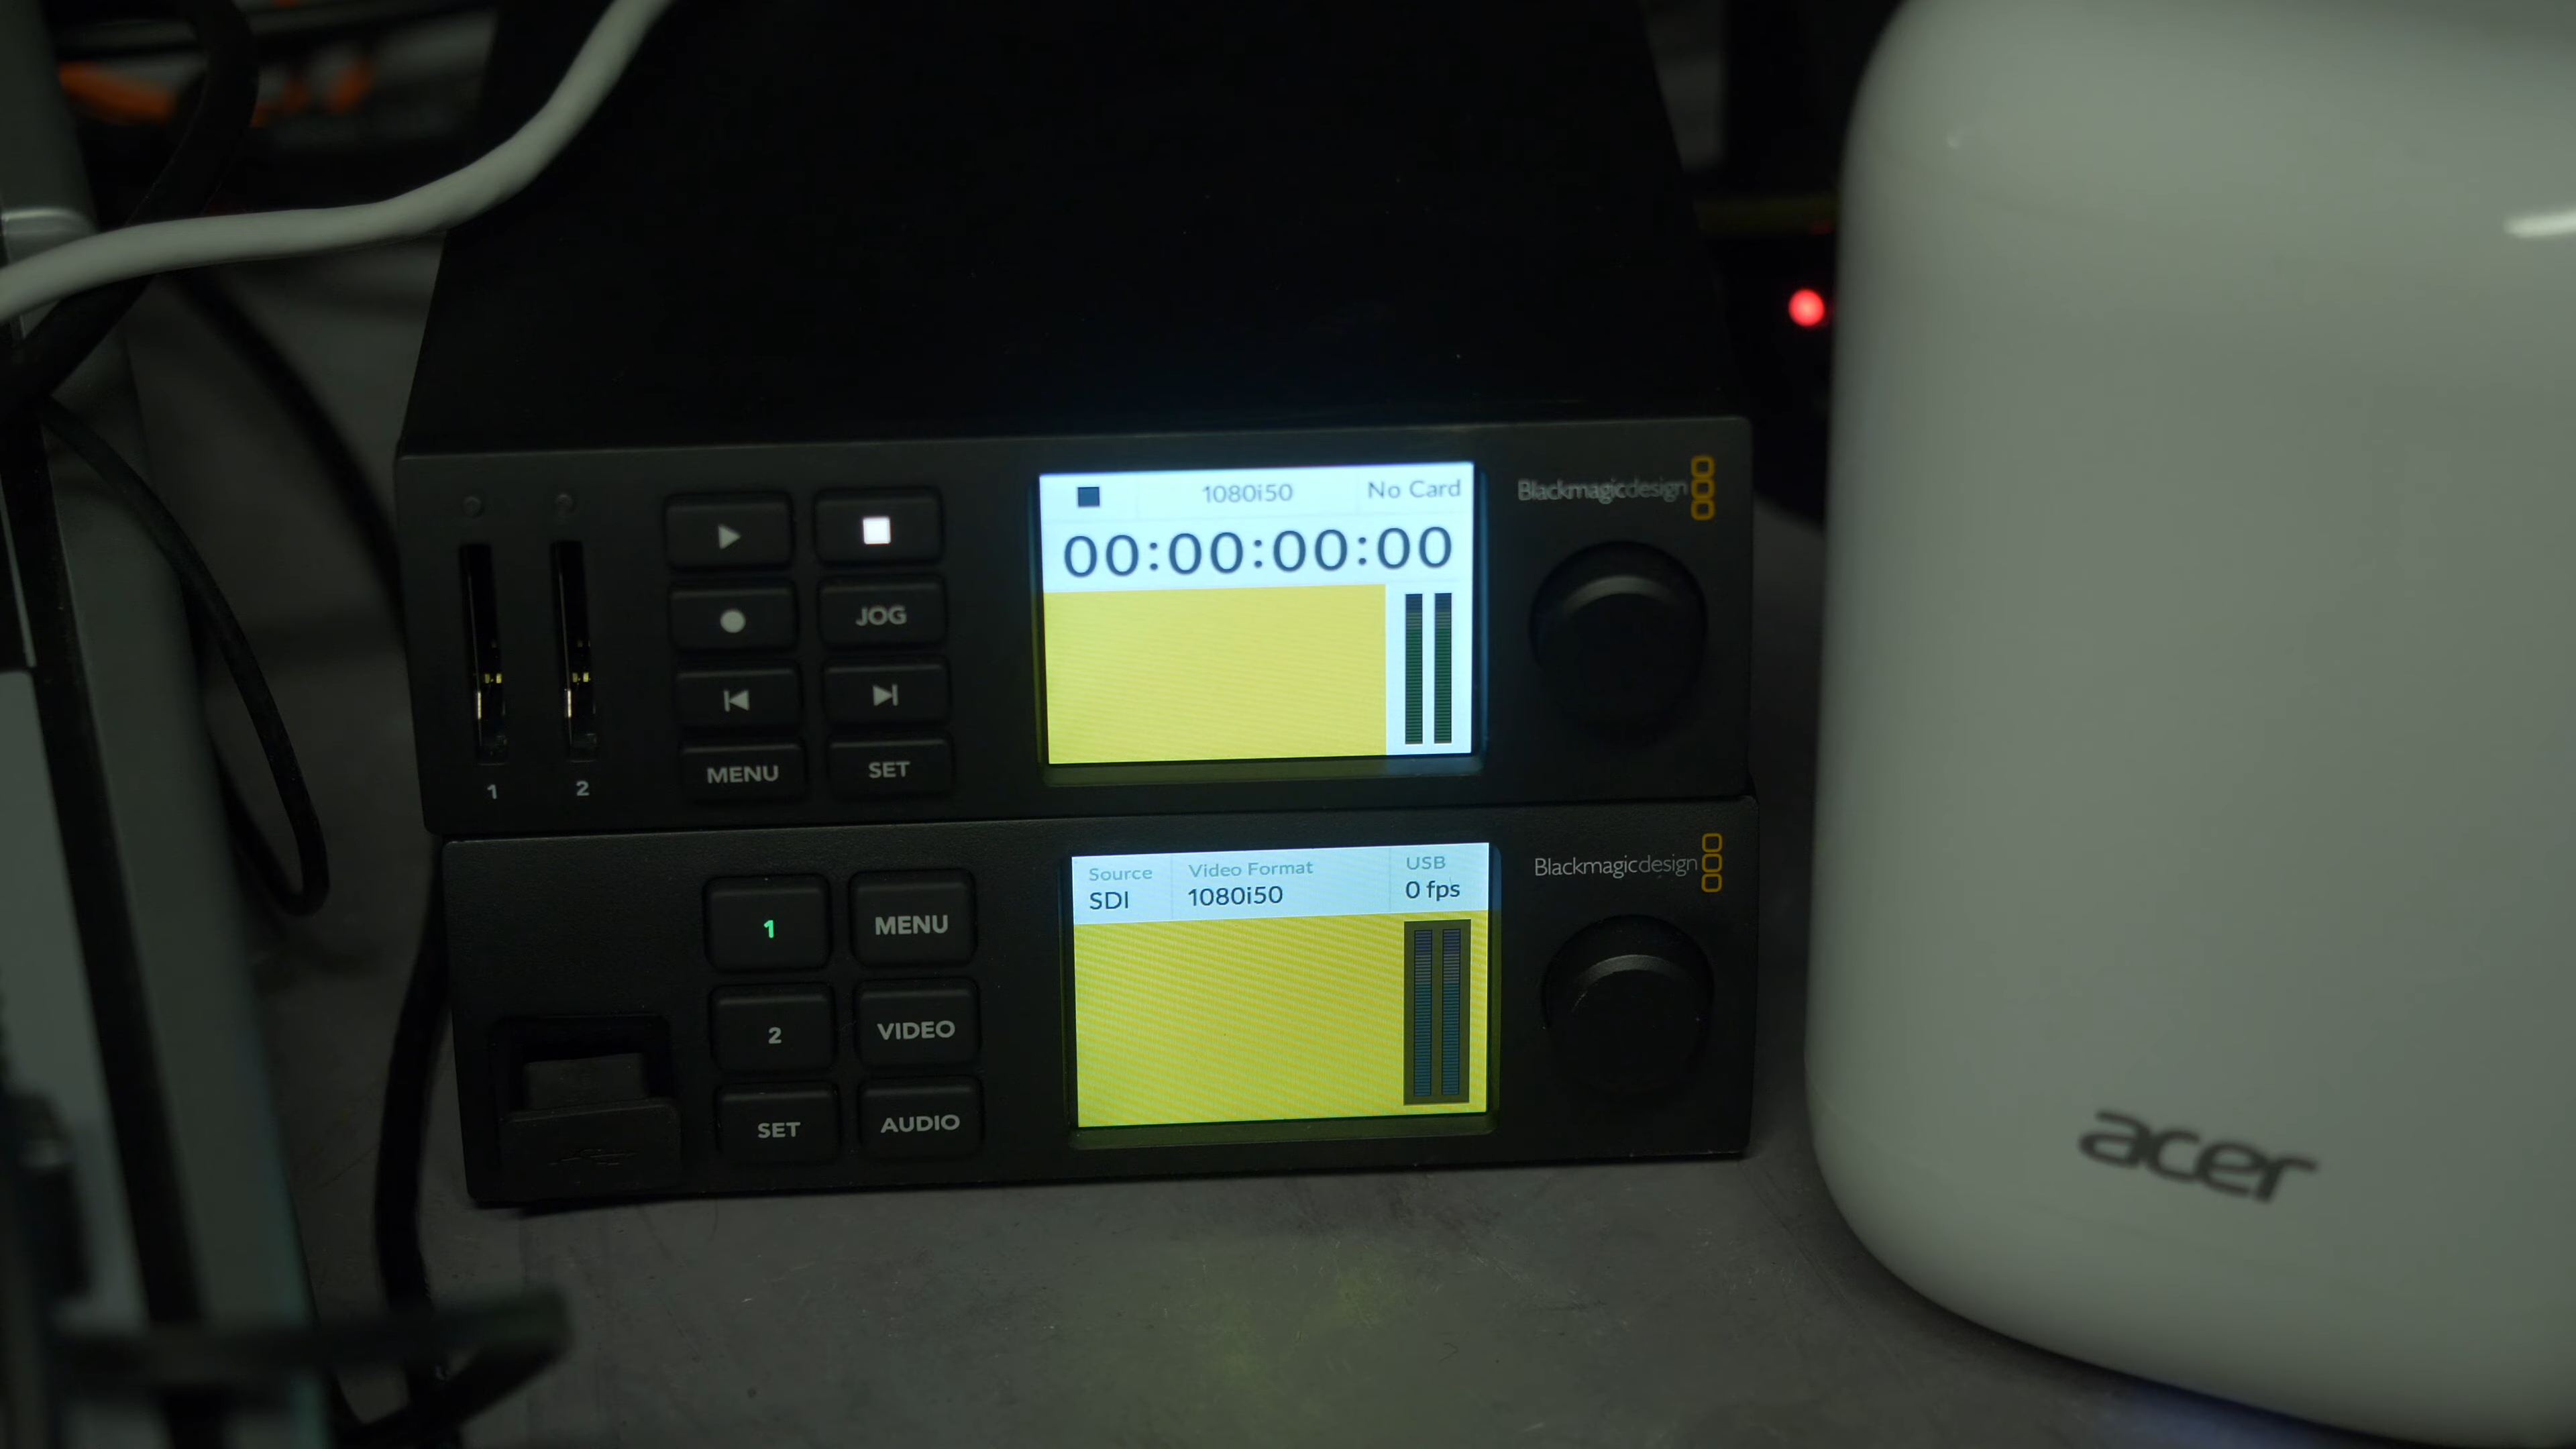 1080i50 No Card
Blackmagicdesign
00:00:00:00
JOG
MENU SET
1 2
Source Video Format USB
SDI 1080i50 0 fps
Blackmagicdesign
1 MENU
2 VIDEO
SET AUDIO
acer